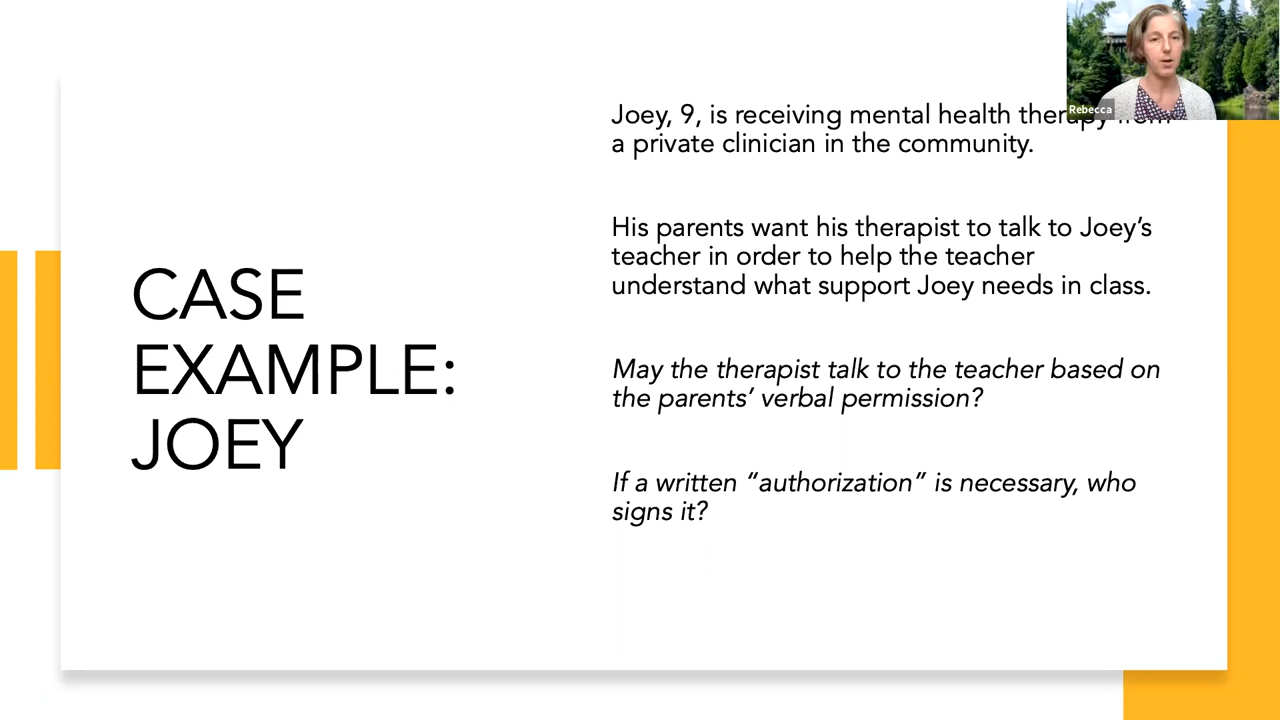 CASE
EXAMPLE:
JOEY
Joey, 9, is receiving mental health therapy from
a private clinician in the community.
His parents want his therapist to talk to Joey’s
teacher in order to help the teacher
understand what support Joey needs in class.
May the therapist talk to the teacher based on
the parents’ verbal permission?
If a written “authorization” is necessary, who
signs it?
Rebecca